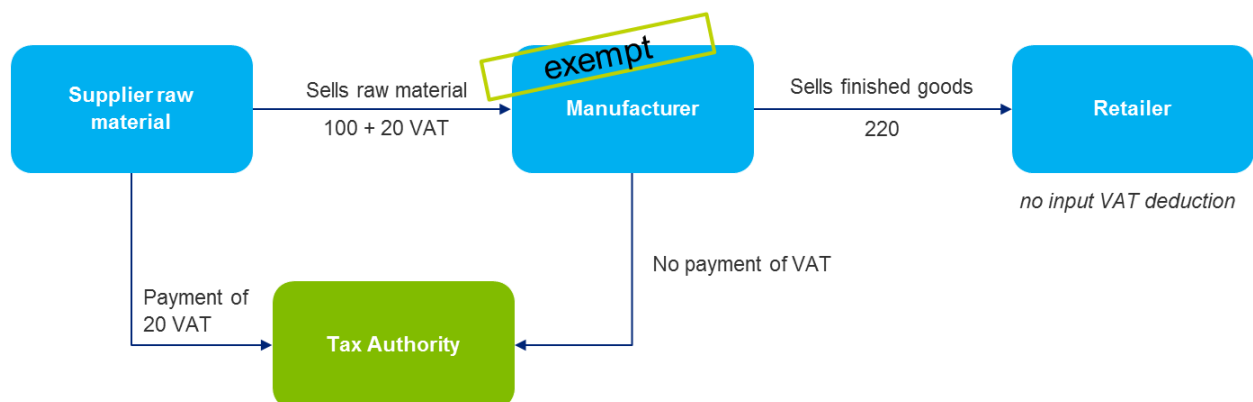 exempt
Supplier raw
material
Sells raw material
100 + 20 VAT
Manufacturer
Sells finished goods
220
Retailer
no input VAT deduction
Payment of
20 VAT
No payment of VAT
Tax Authority